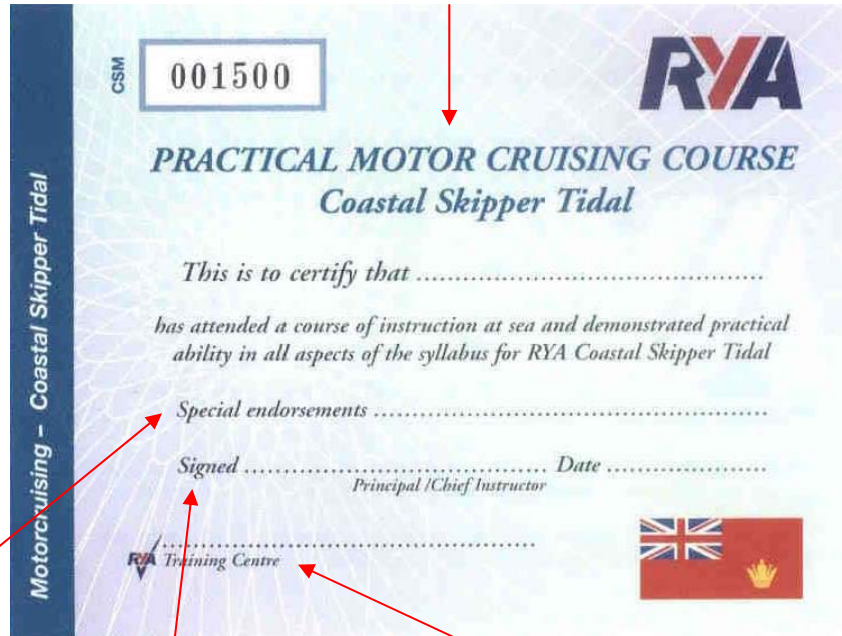 CSM
001500
RYA
PRACTICAL MOTOR CRUISING COURSE
Coastal Skipper Tidal
This is to certify that ............................................
has attended a course of instruction at sea and demonstrated practical
ability in all aspects of the syllabus for RYA Coastal Skipper Tidal
Special endorsements ..................................................
Signed ...................................... Date ....................
Principal /Chief Instructor
...............................................
RYA Training Centre
Motorcruising – Coastal Skipper Tidal